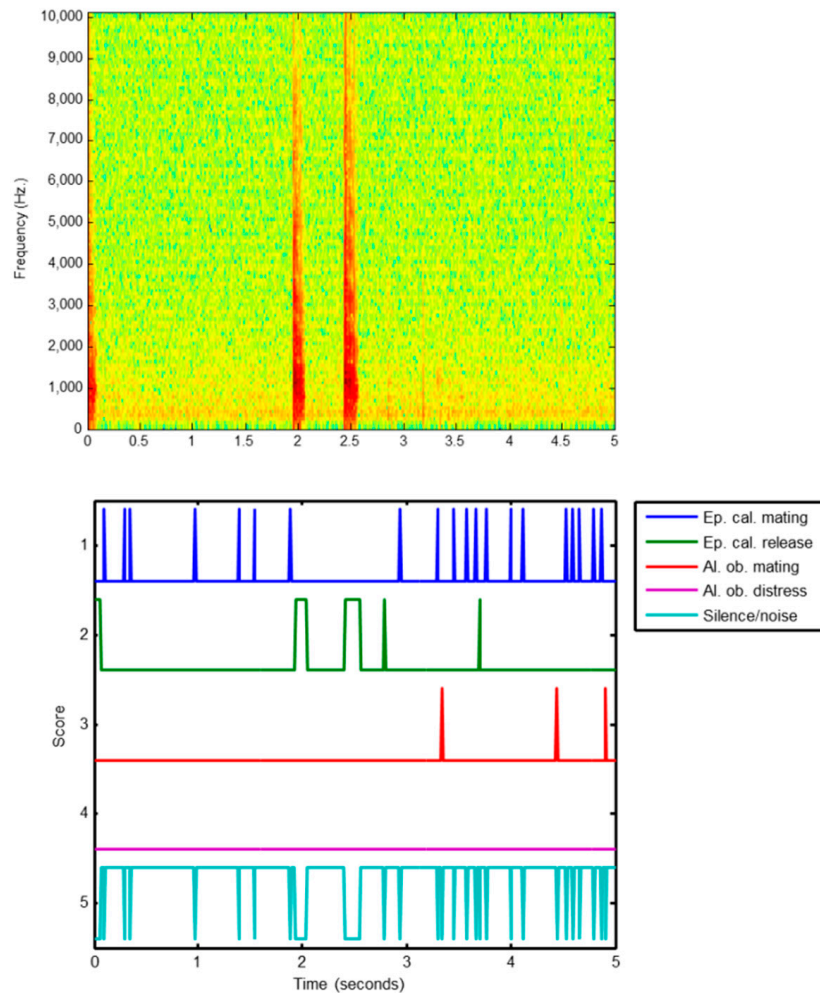 10,000
9,000
8,000
7,000
6,000
5,000
4,000
3,000
2,000
1,000
0
Frequency (Hz.)
0 0.5 1 1.5 2 2.5 3 3.5 4 4.5 5
1
2
3
4
5
Score
0 1 2 3 4 5
Time (seconds)
Ep. cal. mating
Ep. cal. release
Al. ob. mating
Al. ob. distress
Silence/noise